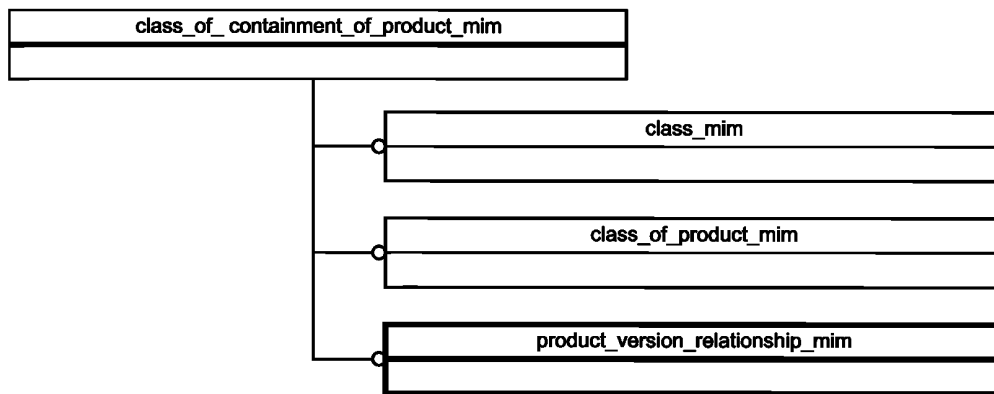 class_of_ containment_of_product_mim
class_mim
class_of_product_mim
product_version_relationship_mim